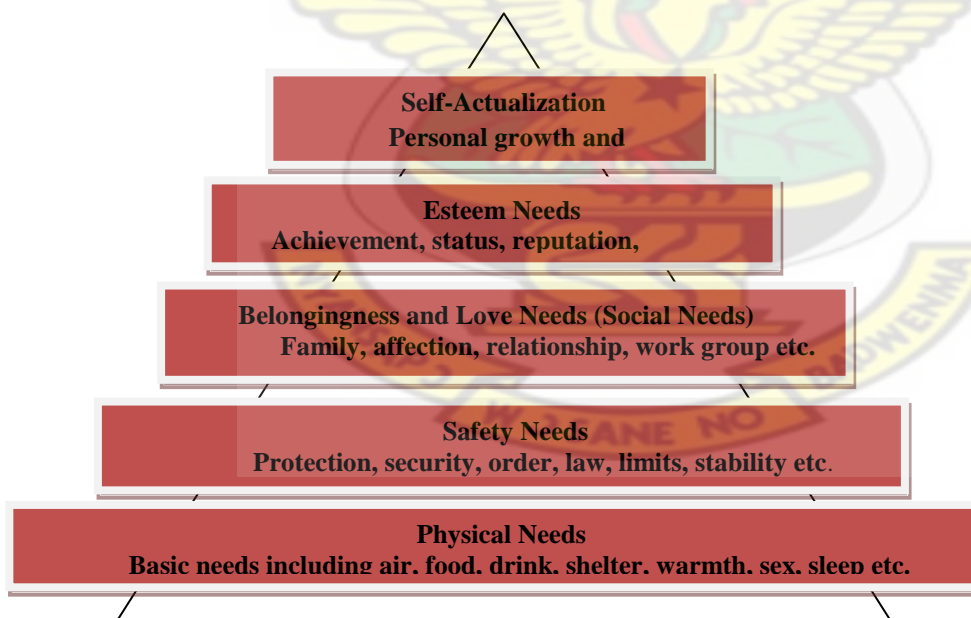 Self-Actualization
Personal growth and
Esteem Needs
Achievement, status, reputation,
Belongingness and Love Needs (Social Needs)
Family, affection, relationship, work group etc.
Safety Needs
Protection, security, order, law, limits, stability etc.
Physical Needs
Basic needs including air, food, drink, shelter, warmth, sex, sleep etc.
NO
BADWENMA